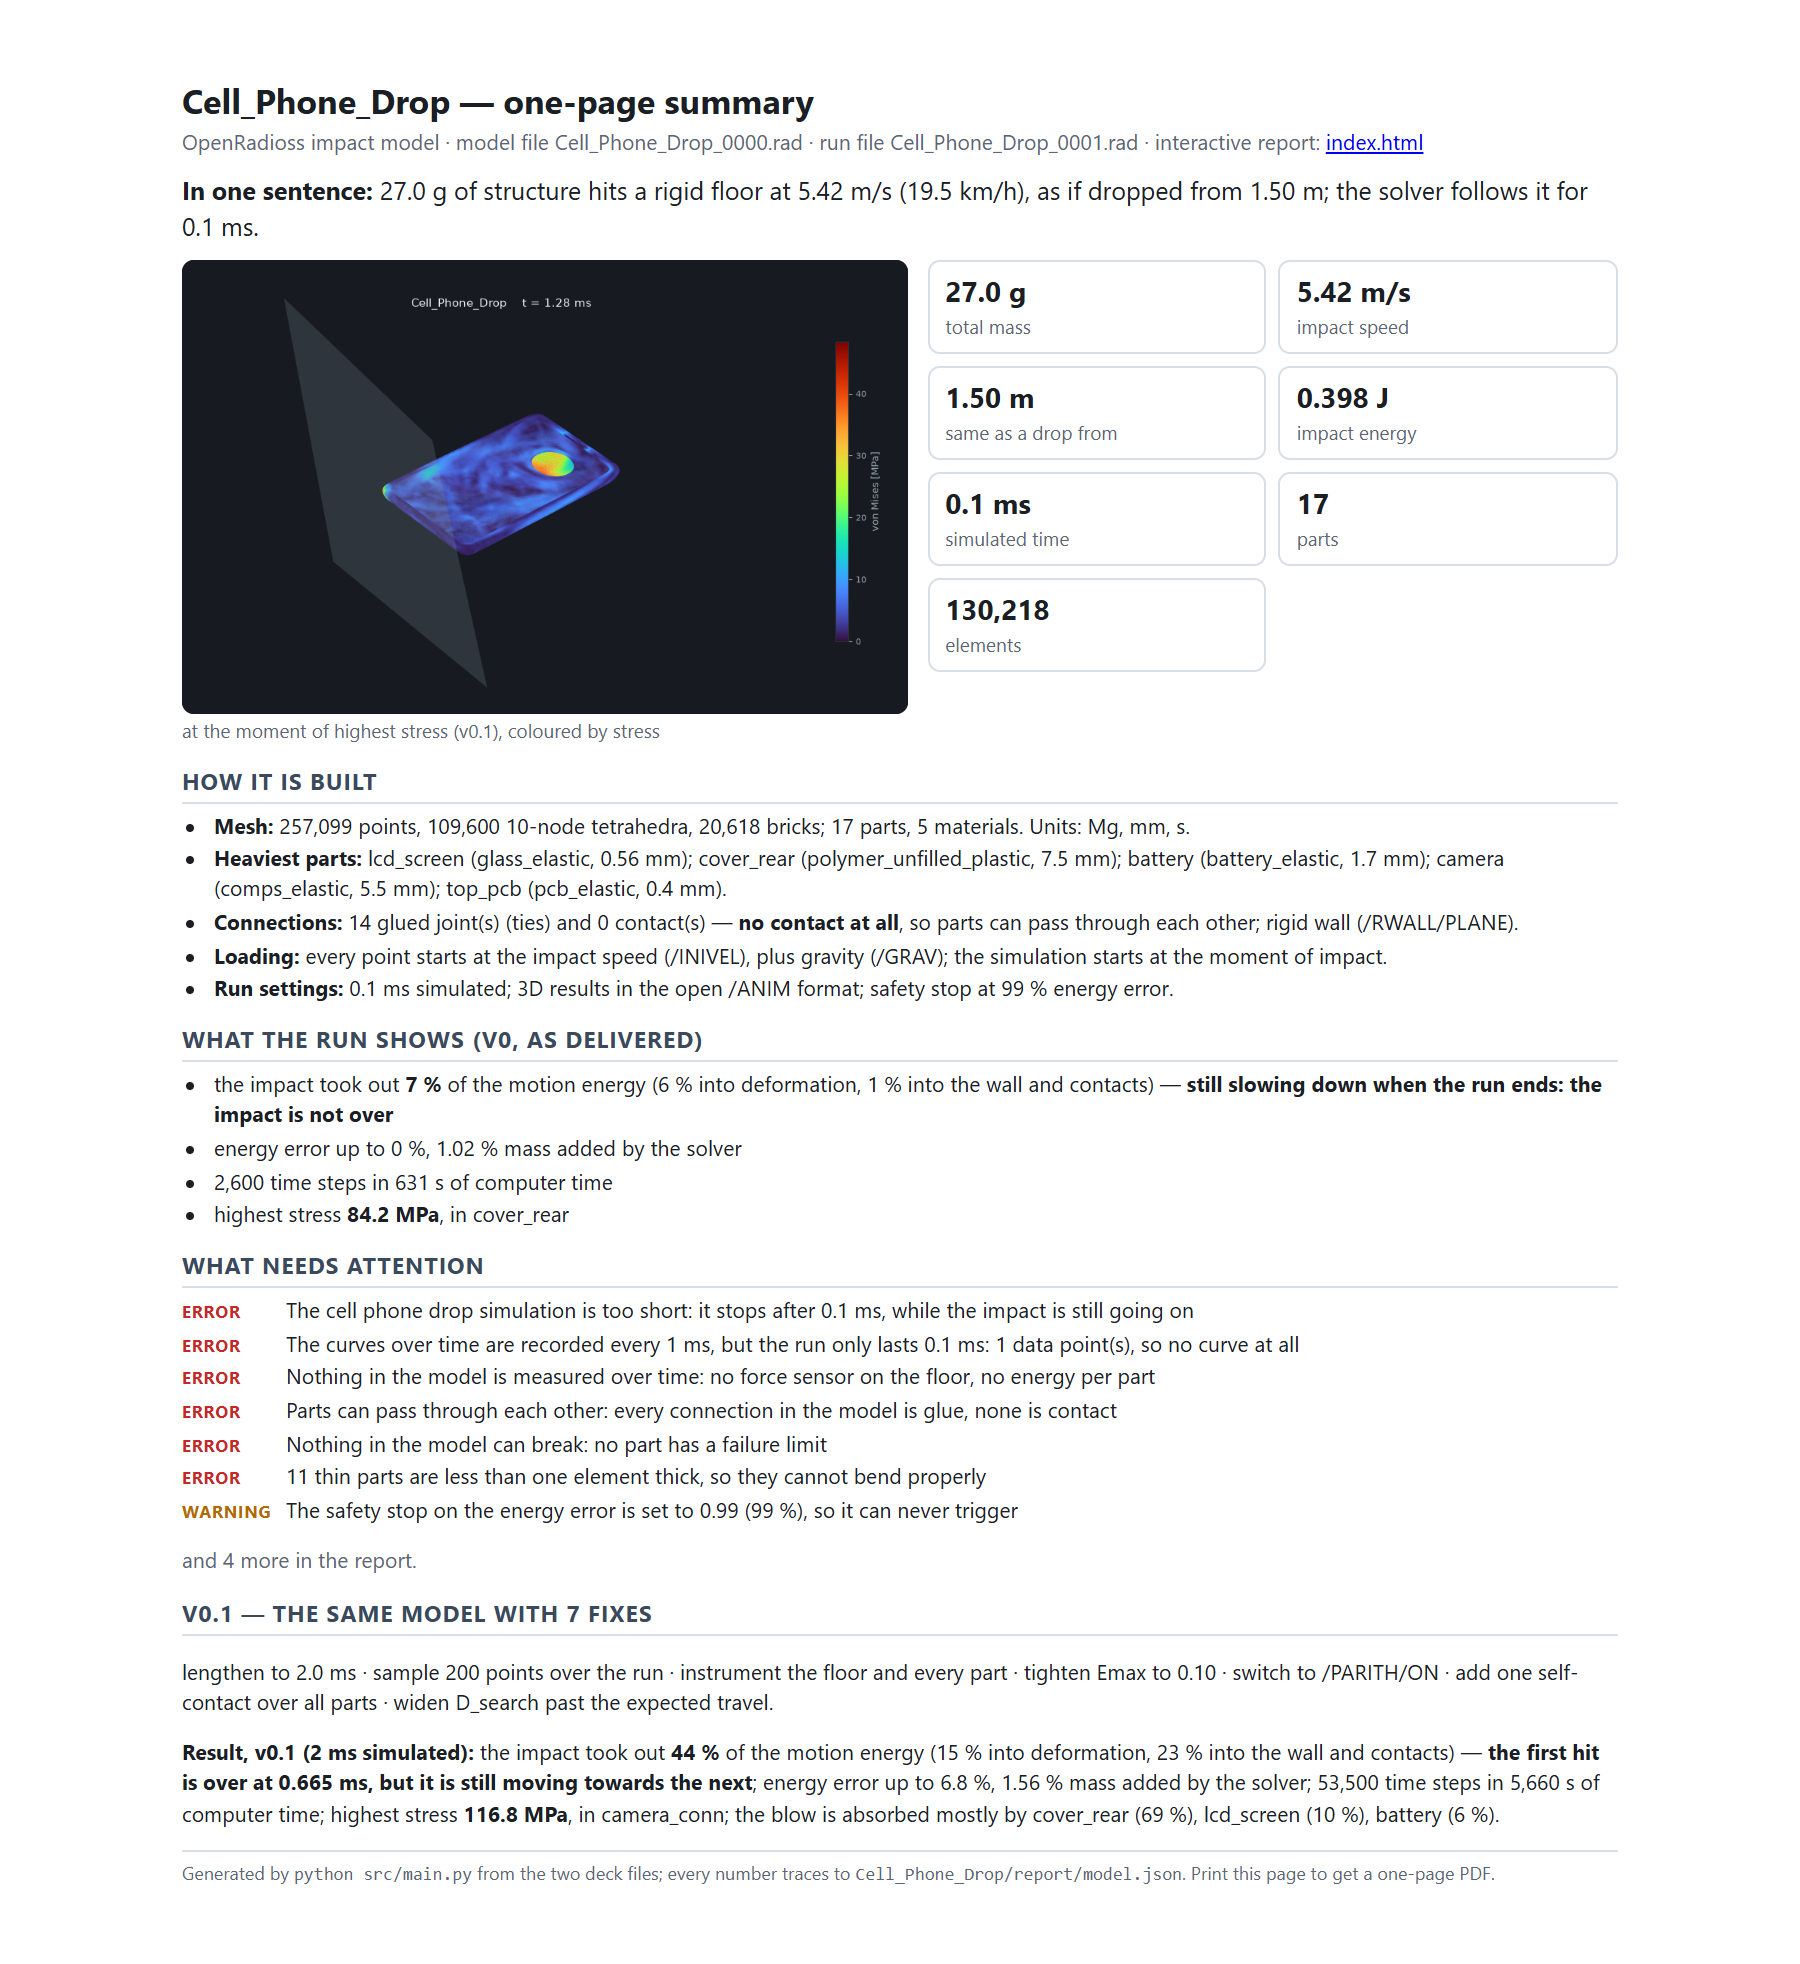 Cell_Phone_Drop — one-page summary
OpenRadioss impact model · model file Cell_Phone_Drop_0000.rad · run file Cell_Phone_Drop_0001.rad · interactive report: index.html
In one sentence: 27.0 g of structure hits a rigid floor at 5.42 m/s (19.5 km/h), as if dropped from 1.50 m; the solver follows it for
0.1 ms.
Cell_Phone_Drop t = 1.28 ms
40
30
20
10
0
von Mises [MPa]
at the moment of highest stress (v0.1), coloured by stress
27.0 g
total mass
5.42 m/s
impact speed
1.50 m
same as a drop from
0.398 J
impact energy
0.1 ms
simulated time
17
parts
130,218
elements
HOW IT IS BUILT
• Mesh: 257,099 points, 109,600 10-node tetrahedra, 20,618 bricks; 17 parts, 5 materials. Units: Mg, mm, s.
• Heaviest parts: lcd_screen (glass_elastic, 0.56 mm); cover_rear (polymer_unfilled_plastic, 7.5 mm); battery (battery_elastic, 1.7 mm); camera
(comps_elastic, 5.5 mm); top_pcb (pcb_elastic, 0.4 mm).
• Connections: 14 glued joint(s) (ties) and 0 contact(s) — no contact at all, so parts can pass through each other; rigid wall (/RWALL/PLANE).
• Loading: every point starts at the impact speed (/INIVEL), plus gravity (/GRAV); the simulation starts at the moment of impact.
• Run settings: 0.1 ms simulated; 3D results in the open /ANIM format; safety stop at 99 % energy error.
WHAT THE RUN SHOWS (V0, AS DELIVERED)
• the impact took out 7 % of the motion energy (6 % into deformation, 1 % into the wall and contacts) — still slowing down when the run ends: the
impact is not over
• energy error up to 0 %, 1.02 % mass added by the solver
• 2,600 time steps in 631 s of computer time
• highest stress 84.2 MPa, in cover_rear
WHAT NEEDS ATTENTION
ERROR The cell phone drop simulation is too short: it stops after 0.1 ms, while the impact is still going on
ERROR The curves over time are recorded every 1 ms, but the run only lasts 0.1 ms: 1 data point(s), so no curve at all
ERROR Nothing in the model is measured over time: no force sensor on the floor, no energy per part
ERROR Parts can pass through each other: every connection in the model is glue, none is contact
ERROR Nothing in the model can break: no part has a failure limit
ERROR 11 thin parts are less than one element thick, so they cannot bend properly
WARNING The safety stop on the energy error is set to 0.99 (99 %), so it can never trigger
and 4 more in the report.
V0.1 — THE SAME MODEL WITH 7 FIXES
lengthen to 2.0 ms · sample 200 points over the run · instrument the floor and every part · tighten Emax to 0.10 · switch to /PARITH/ON · add one self-
contact over all parts · widen D_search past the expected travel.
Result, v0.1 (2 ms simulated): the impact took out 44 % of the motion energy (15 % into deformation, 23 % into the wall and contacts) — the first hit
is over at 0.665 ms, but it is still moving towards the next; energy error up to 6.8 %, 1.56 % mass added by the solver; 53,500 time steps in 5,660 s of
computer time; highest stress 116.8 MPa, in camera_conn; the blow is absorbed mostly by cover_rear (69 %), lcd_screen (10 %), battery (6 %).
Generated by python src/main.py from the two deck files; every number traces to Cell_Phone_Drop/report/model.json. Print this page to get a one-page PDF.